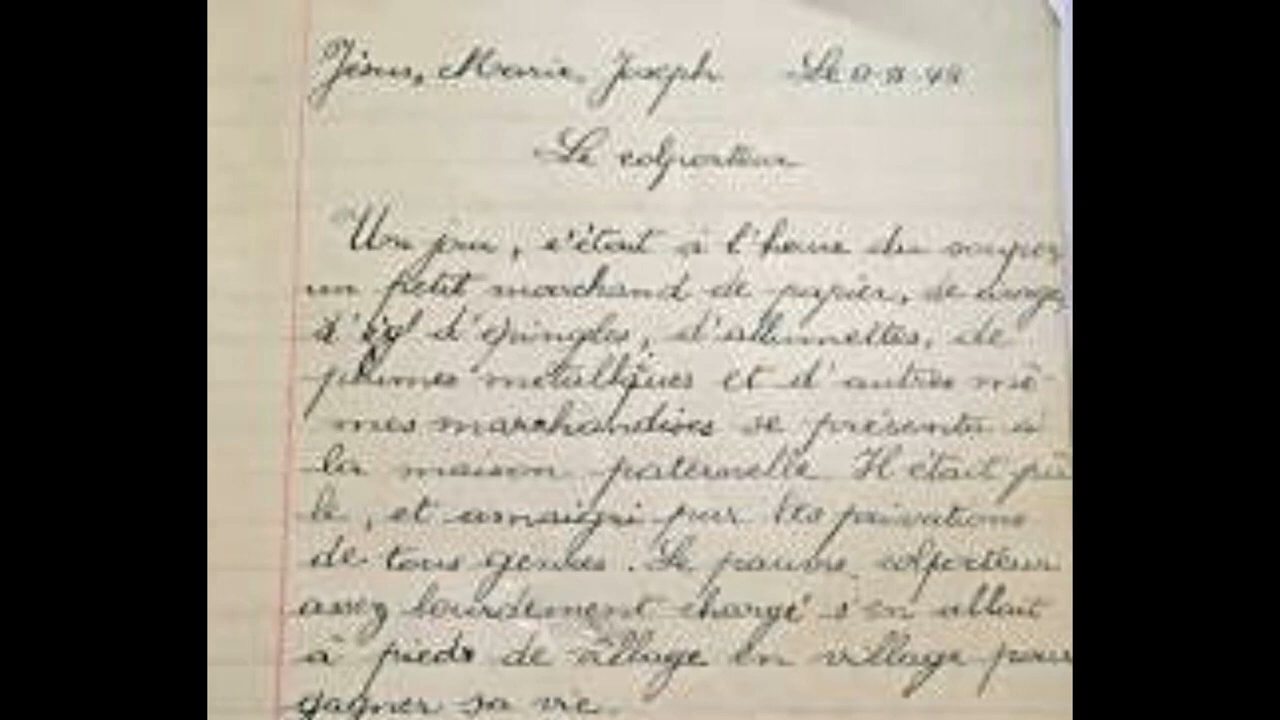 Jésus, Marie, Joseph Le
Le colporteur
Un jour, c'était à l'heure du souper
un petit marchand de papier, de
d'épingles, d'allumettes, de
plumes métalliques et d'autres mê-
mes marchandises se présenta à
la maison paternelle. Il était pâ
le, et amaigri par les privations
de tous genres. Le pauvre colporteur
assez lourdement chargé s'en allait
à pieds de village en village pour
gagner sa vie.